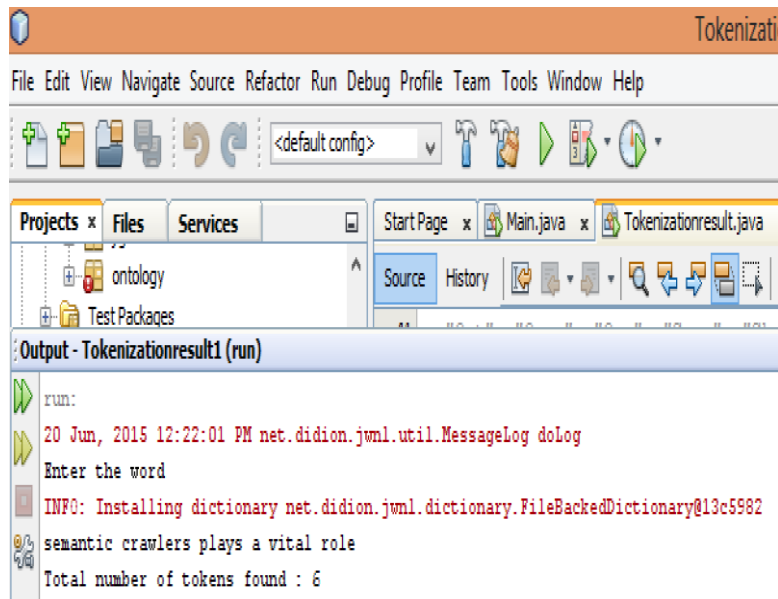 Tokenizati
File Edit View Navigate Source Refactor Run Debug Profile Team Tools Window Help
<default config>
Projects x Files Services
Start Page x Main.java x Tokenizationresult.java
ontology
Source History
Test Packages
Output - Tokenizationresult1 (run)
run:
20 Jun, 2015 12:22:01 PM net.didion.jwnl.util.MessageLog doLog
Enter the word
INFO: Installing dictionary net.didion.jwnl.dictionary.FileBackedDictionary@13c5982
semantic crawlers plays a vital role
Total number of tokens found : 6